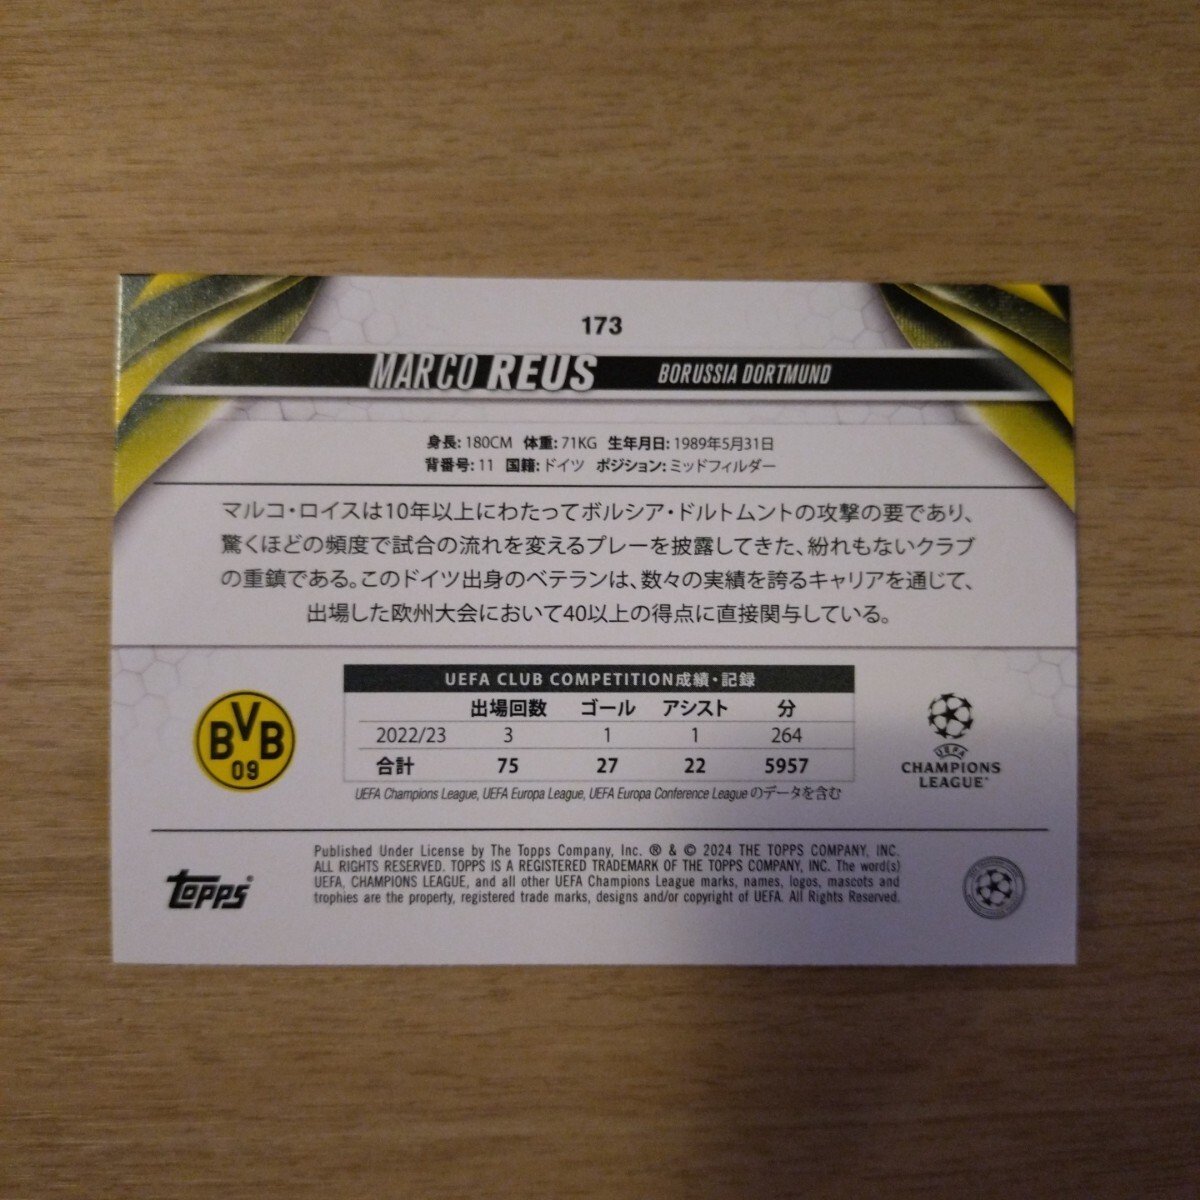 173
MARCO REUS BORUSSIA DORTMUND
身長: 180CM 体重: 71KG 生年月日: 1989年5月31日
背番号: 11 国籍: ドイツ ポジション: ミッドフィルダー
マルコ・ロイスは10年以上にわたってボルシア・ドルトムントの攻撃の要であり、
驚くほどの頻度で試合の流れを変えるプレーを披露してきた、紛れもないクラブ
の重鎮である。このドイツ出身のベテランは、数々の実績を誇るキャリアを通じて、
出場した欧州大会において40以上の得点に直接関与している。
UEFA CLUB COMPETITION成績・記録
出場回数 ゴール アシスト 分
2022/23 3 1 1 264
合計 75 27 22 5957
UEFA Champions League, UEFA Europa League, UEFA Europa Conference Leagueのデータを含む
BVB
09
UEFA
CHAMPIONS
LEAGUE
Published Under License by The Topps Company, Inc. ® & © 2024 THE TOPPS COMPANY, INC.
ALL RIGHTS RESERVED. TOPPS IS A REGISTERED TRADEMARK OF THE TOPPS COMPANY, INC. The word(s)
UEFA, CHAMPIONS LEAGUE, and all other UEFA Champions League marks, names, logos, mascots and
trophies are the property, registered trade marks, designs and/or copyright of UEFA. All Rights Reserved.
topps®